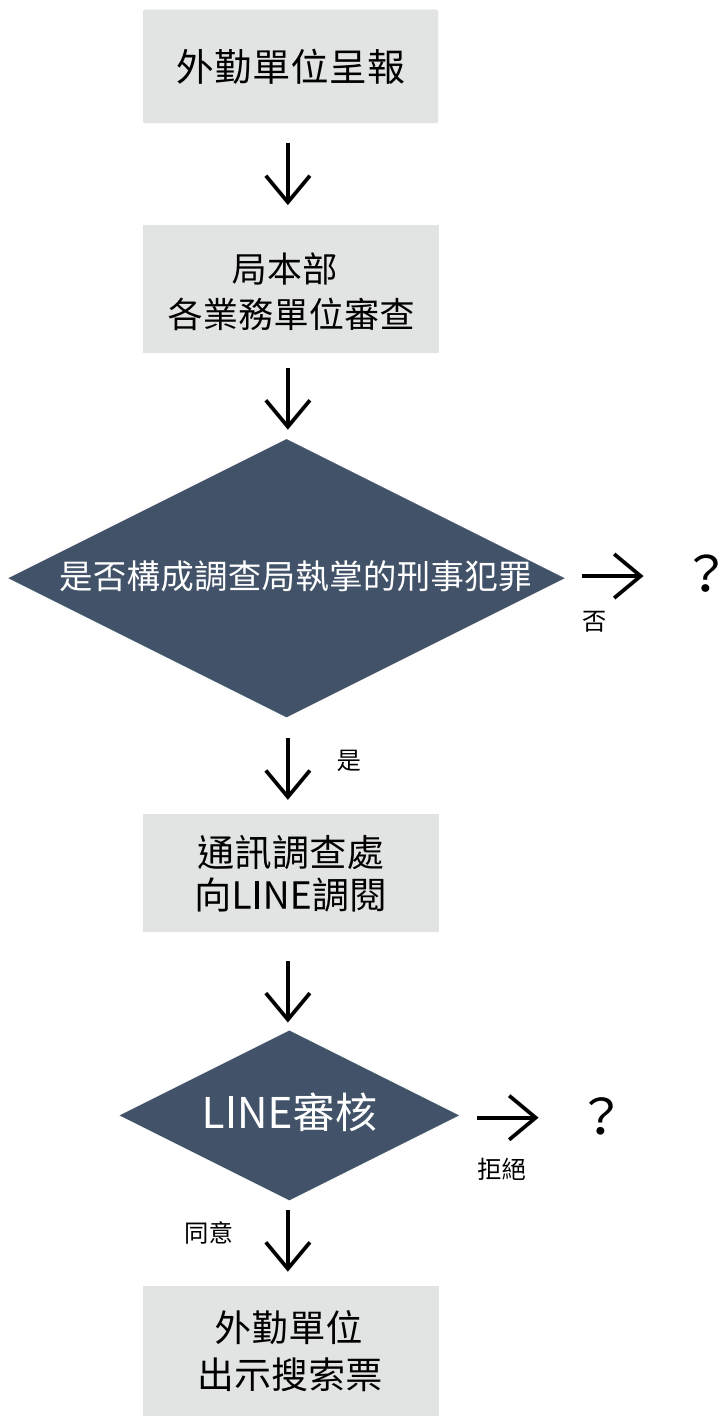 外勤單位呈報
局本部
各業務單位審查
是否構成調查局執掌的刑事犯罪
？
否
是
通訊調查處
向LINE調閱
LINE審核
？
拒絕
同意
外勤單位
出示搜索票